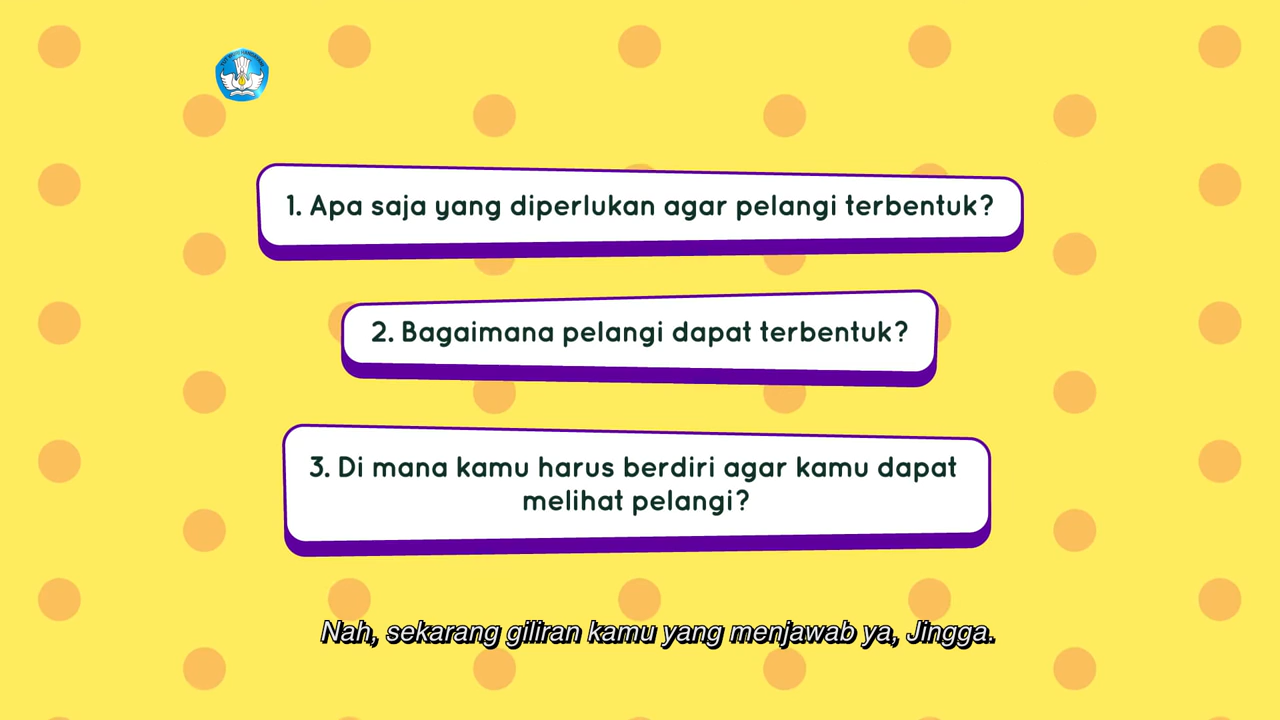 1. Apa saja yang diperlukan agar pelangi terbentuk?
2. Bagaimana pelangi dapat terbentuk?
3. Di mana kamu harus berdiri agar kamu dapat
melihat pelangi?
Nah, sekarang giliran kamu yang menjawab ya, Jingga.